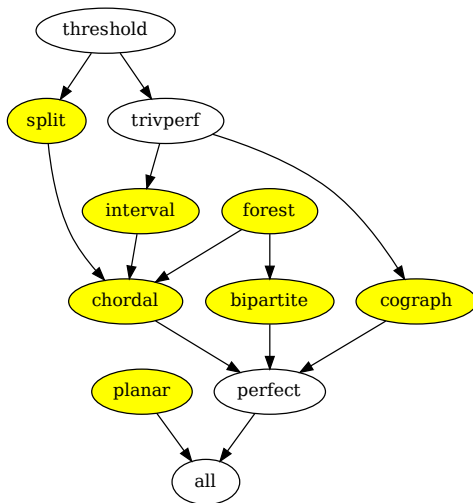 threshold
split
trivperf
interval
forest
chordal
bipartite
cograph
planar
perfect
all